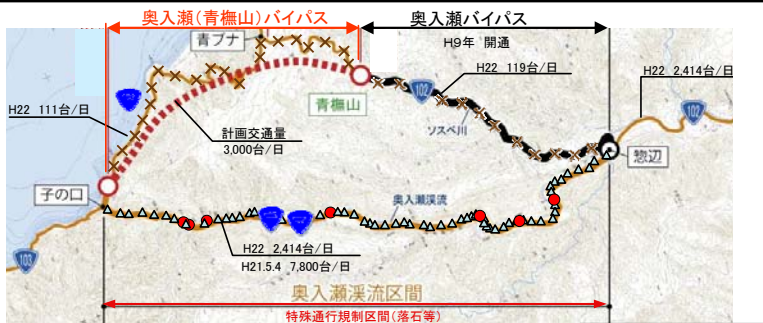 奥入瀬(青橅山)バイパス
奥入瀬バイパス
青ブナ
H9年 開通
H22 119台/日
H22 2,414台/日
102
102
H22 111台/日
青橅山
ソスベ川
計画交通量
3,000台/日
惣辺
子の口
奥入瀬渓流
103
H22 2,414台/日
H21.5.4 7,800台/日
奥入瀬渓流区間
特殊通行規制区間(落石等)